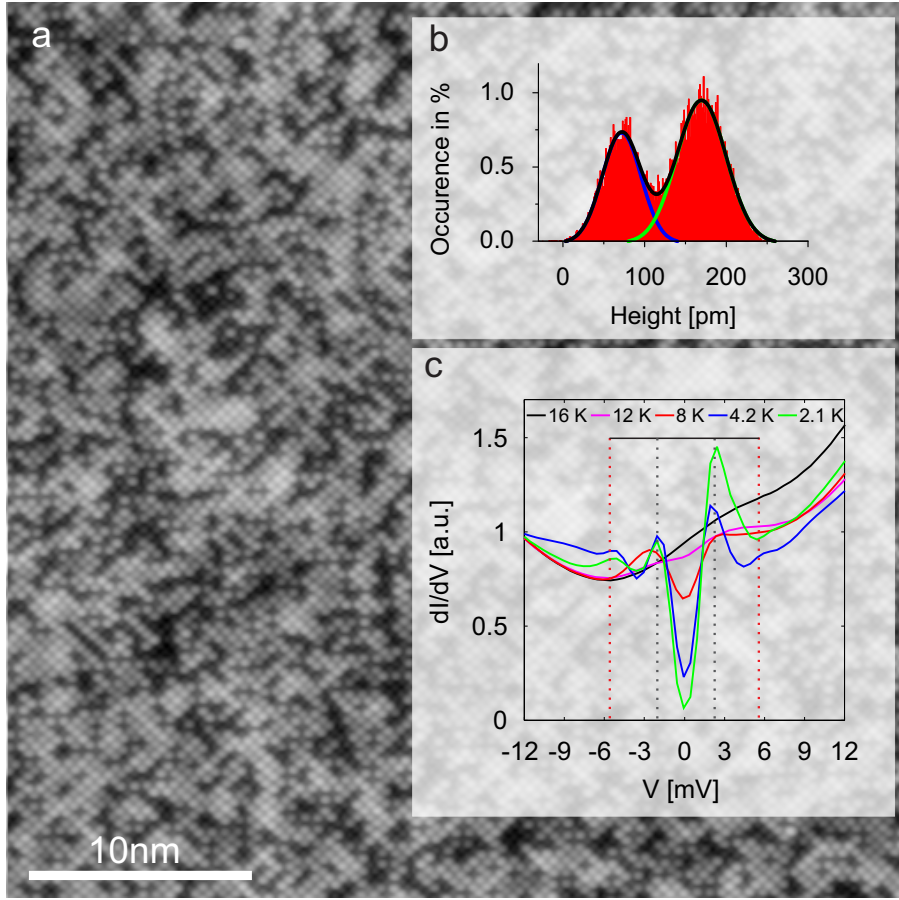 a
b
Occurence in %
1.0
0.5
0.0
0 100 200 300
Height [pm]
c
16 K 12 K 8 K 4.2 K 2.1 K
dI/dV [a.u.]
1.5
1
0.5
0
-12 -9 -6 -3 0 3 6 9 12
V [mV]
10nm